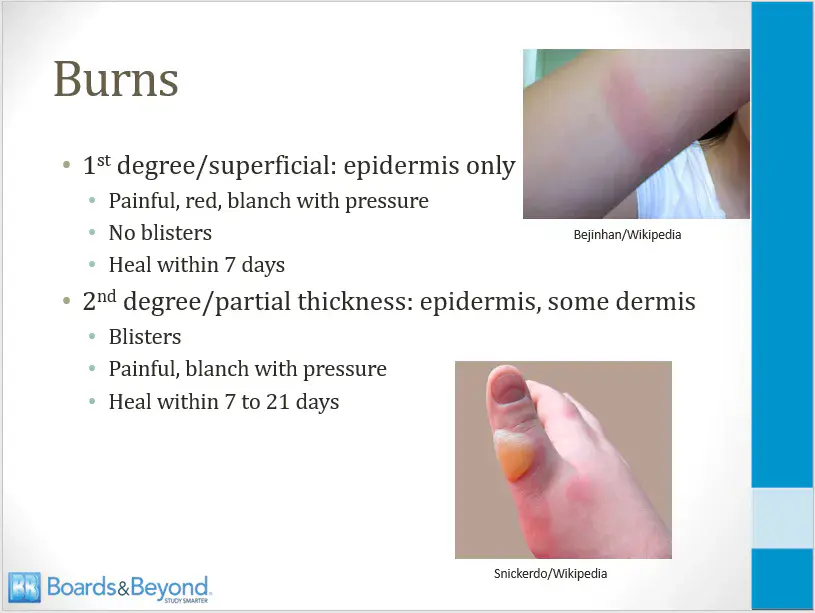 Burns
• 1st degree/superficial: epidermis only
• Painful, red, blanch with pressure
• No blisters
• Heal within 7 days
Bejinhan/Wikipedia
• 2nd degree/partial thickness: epidermis, some dermis
• Blisters
• Painful, blanch with pressure
• Heal within 7 to 21 days
Snickerdo/Wikipedia
BB Boards&Beyond.
STUDY SMARTER